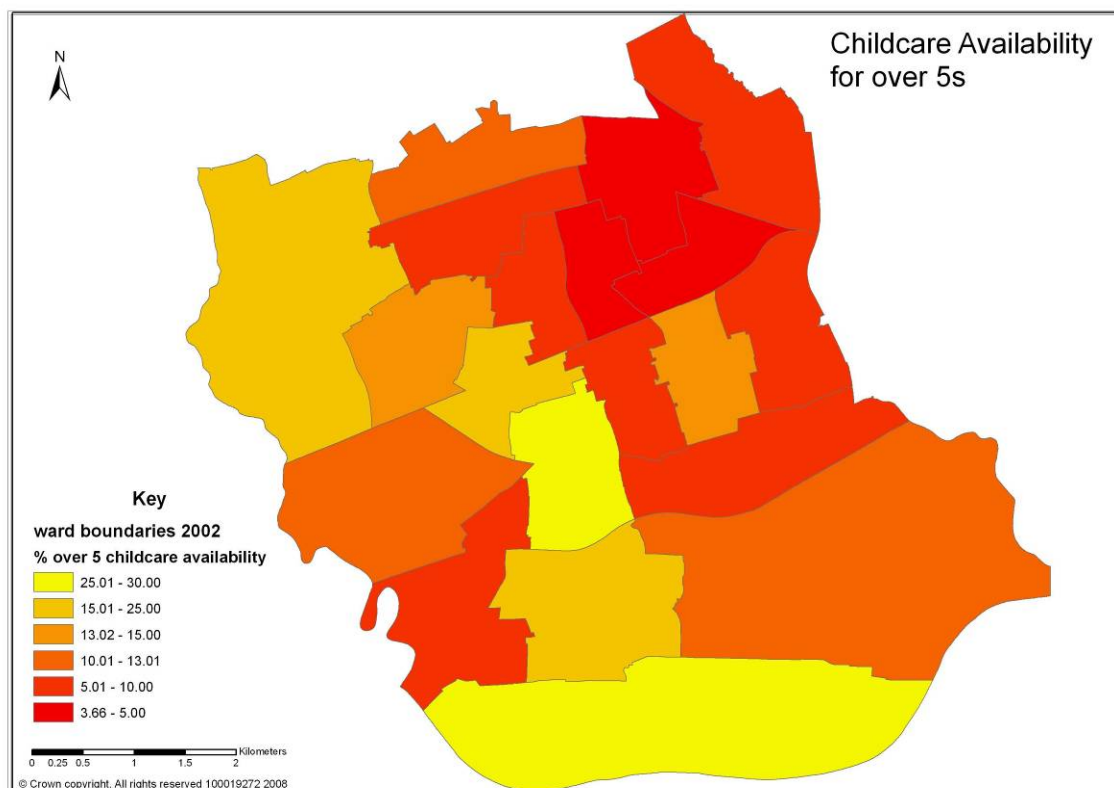 Childcare Availability
for over 5s
N
Key
ward boundaries 2002
% over 5 childcare availability
25.01 - 30.00
15.01 - 25.00
13.02 - 15.00
10.01 - 13.01
5.01 - 10.00
3.66 - 5.00
Kilometers
0 0.25 0.5 1 1.5 2
© Crown copyright. All rights reserved 100019272 2008